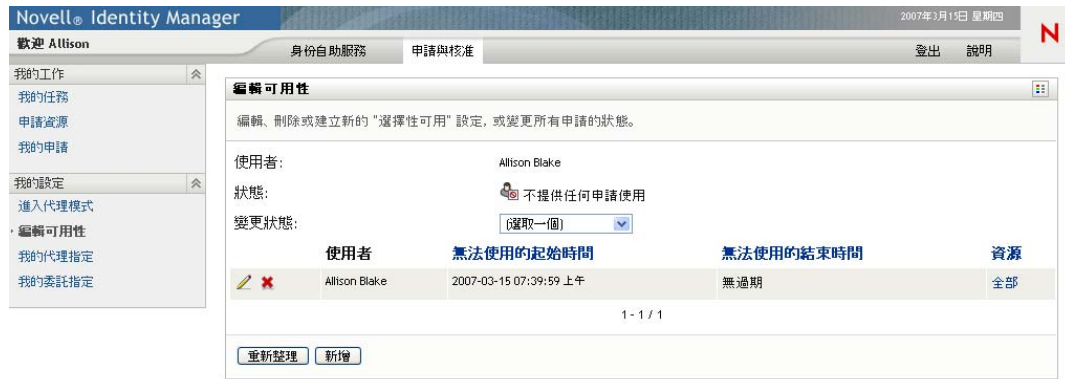 Novell® Identity Manager
2007年3月15日 星期四
N
歡迎 Allison
身份自助服務
申請與核准
登出
說明
我的工作
我的任務
申請資源
我的申請
我的設定
進入代理模式
編輯可用性
我的代理指定
我的委託指定
編輯可用性
編輯、刪除或建立新的 "選擇性可用" 設定, 或變更所有申請的狀態。
使用者: Allison Blake
狀態: 不提供任何申請使用
變更狀態: (選取一個)
使用者 無法使用的起始時間 無法使用的結束時間 資源
Allison Blake 2007-03-15 07:39:59 上午 無過期 全部
1 - 1 / 1
重新整理 新增